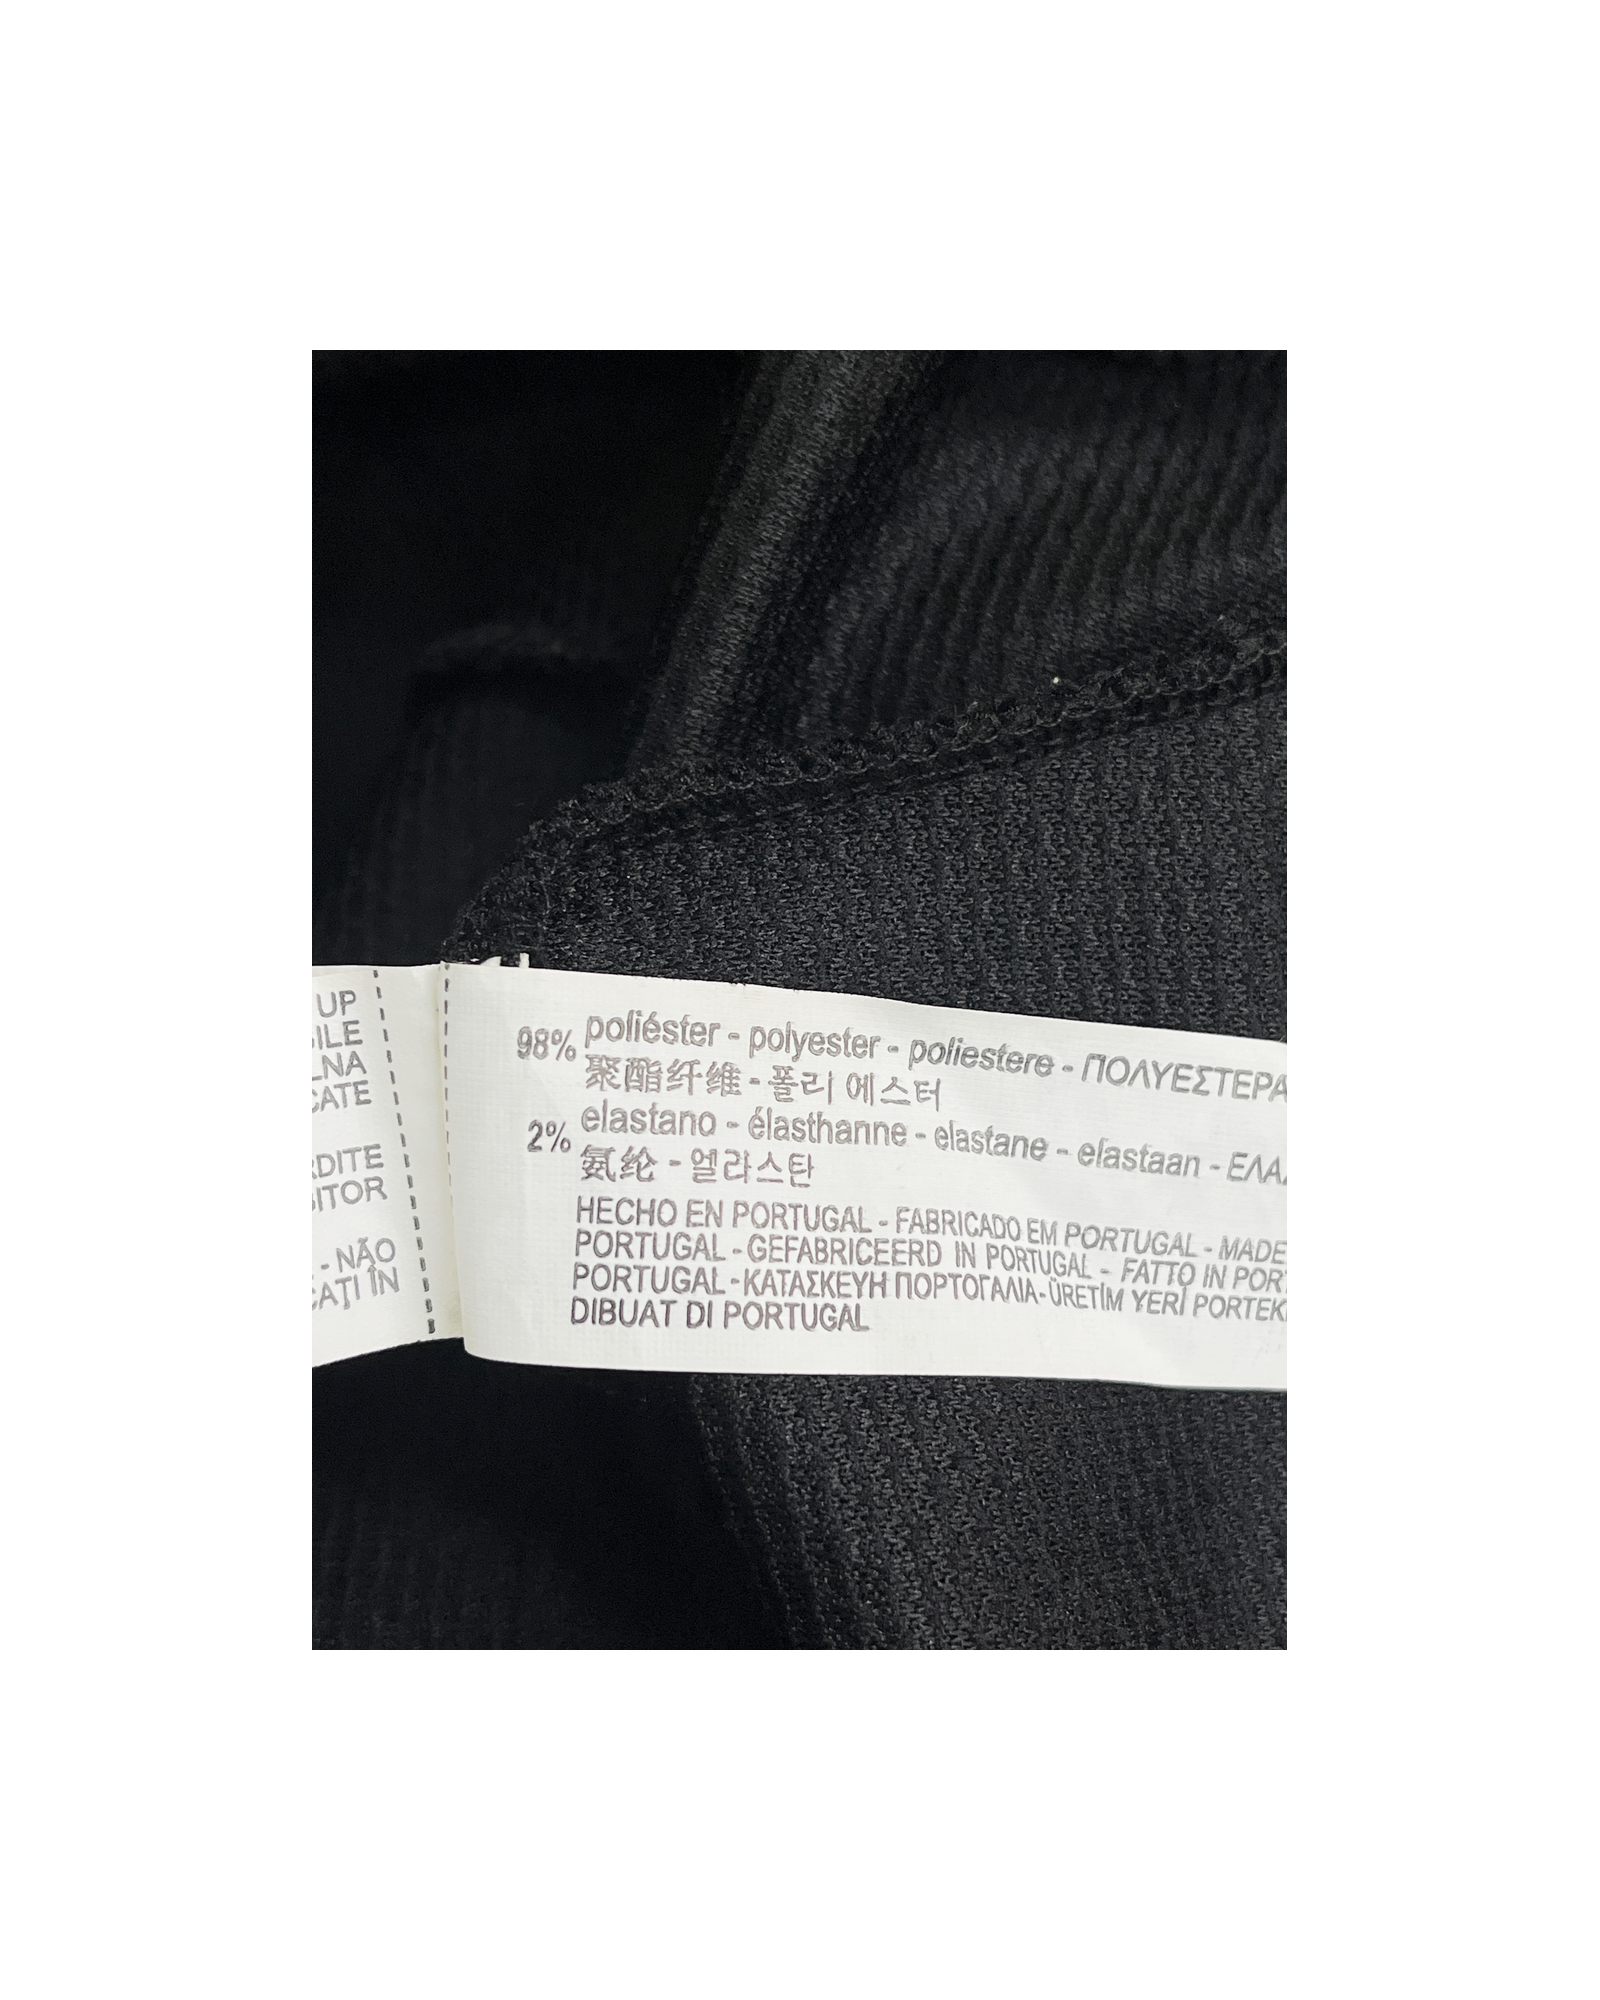 UP
LNA
98% poliéster - polyester - poliestere - ΠΟΛΥΕΣΤΕΡΑ
聚酯纤维 - 폴리 에스터
2% elastano - élasthanne - elastane - elastaan - ΕΛΑ
氨纶 - 엘라스탄
HECHO EN PORTUGAL - FABRICADO EM PORTUGAL - MADE
PORTUGAL - GEFABRICEERD IN PORTUGAL - FATTO IN POR
PORTUGAL - ΚΑΤΑΣΚΕΥΗ ΠΟΡΤΟΓΑΛΙΑ - ÜRETİM YERİ PORTEK
DIBUAT DI PORTUGAL
ILE
CATE
RDITE
SITOR
- NÃO
CAŢI ÎN